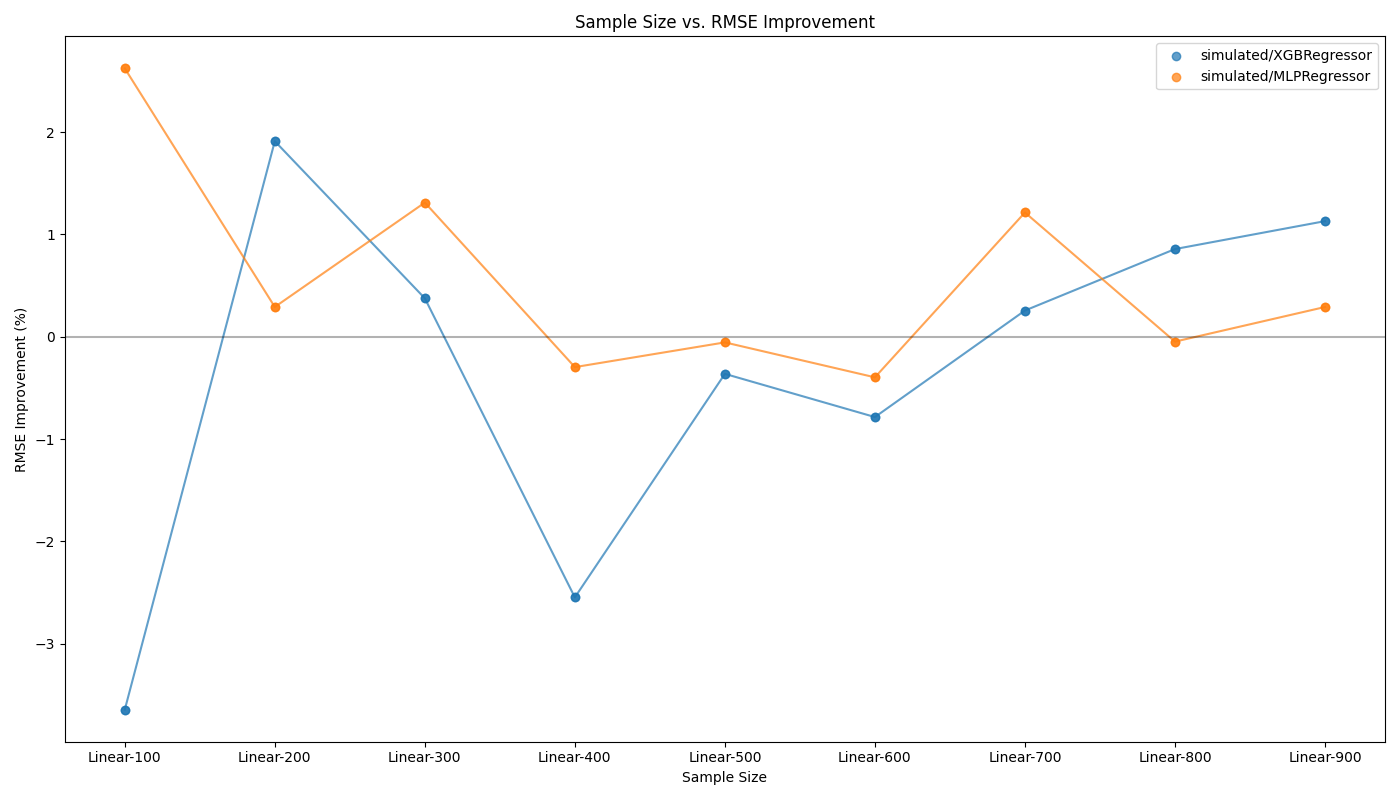 Sample Size vs. RMSE Improvement
simulated/XGBRegressor
simulated/MLPRegressor
RMSE Improvement (%)
2
1
0
−1
−2
−3
Linear-100 Linear-200 Linear-300 Linear-400 Linear-500 Linear-600 Linear-700 Linear-800 Linear-900
Sample Size